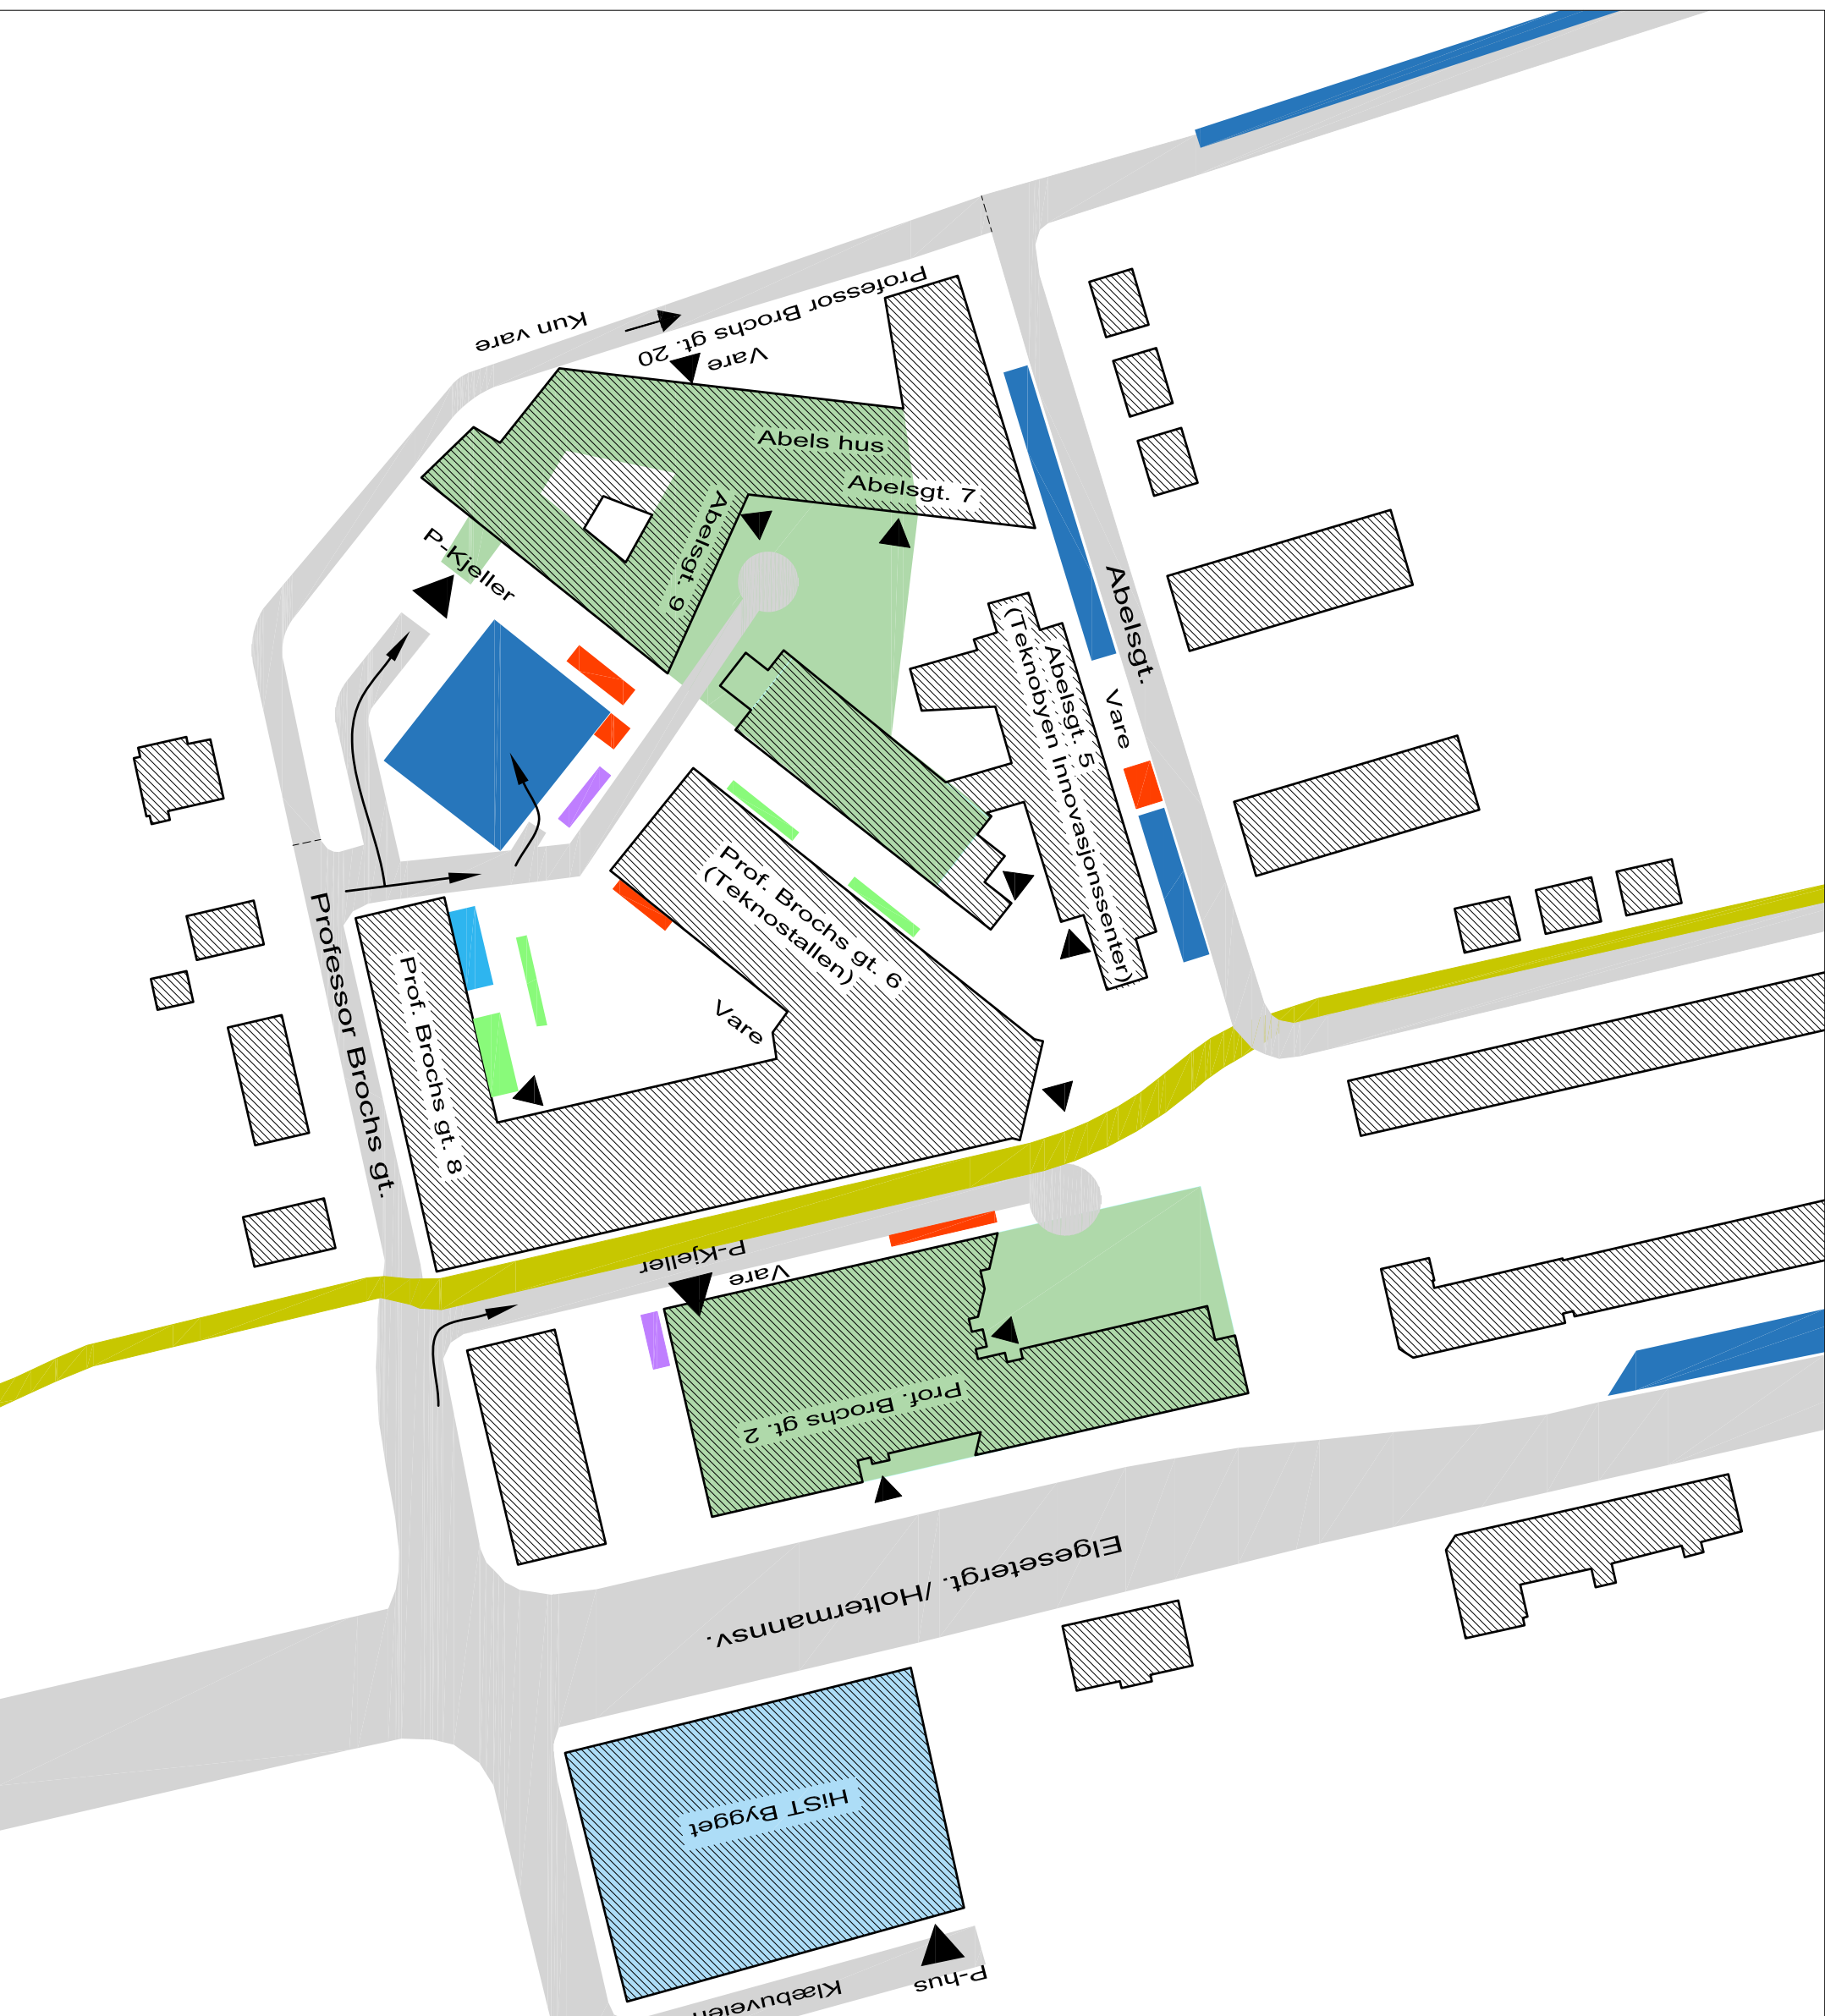 Kun vare
Professor Brochs gt. 20
Vare
Abels hus
Abelsgt. 7
Abelsgt. 9
P-Kjeller
Abelsgt.
Abelsgt. 5
(Teknobyen Innovasjonssenter)
Vare
Prof. Brochs gt. 6
(Teknostallen)
Vare
Professor Brochs gt.
Prof. Brochs gt. 8
P-Kjeller
Vare
Prof. Brochs gt. 2
Elgesetergt. /Holtermannsv.
HiST Bygget
P-hus
Klæbuveien